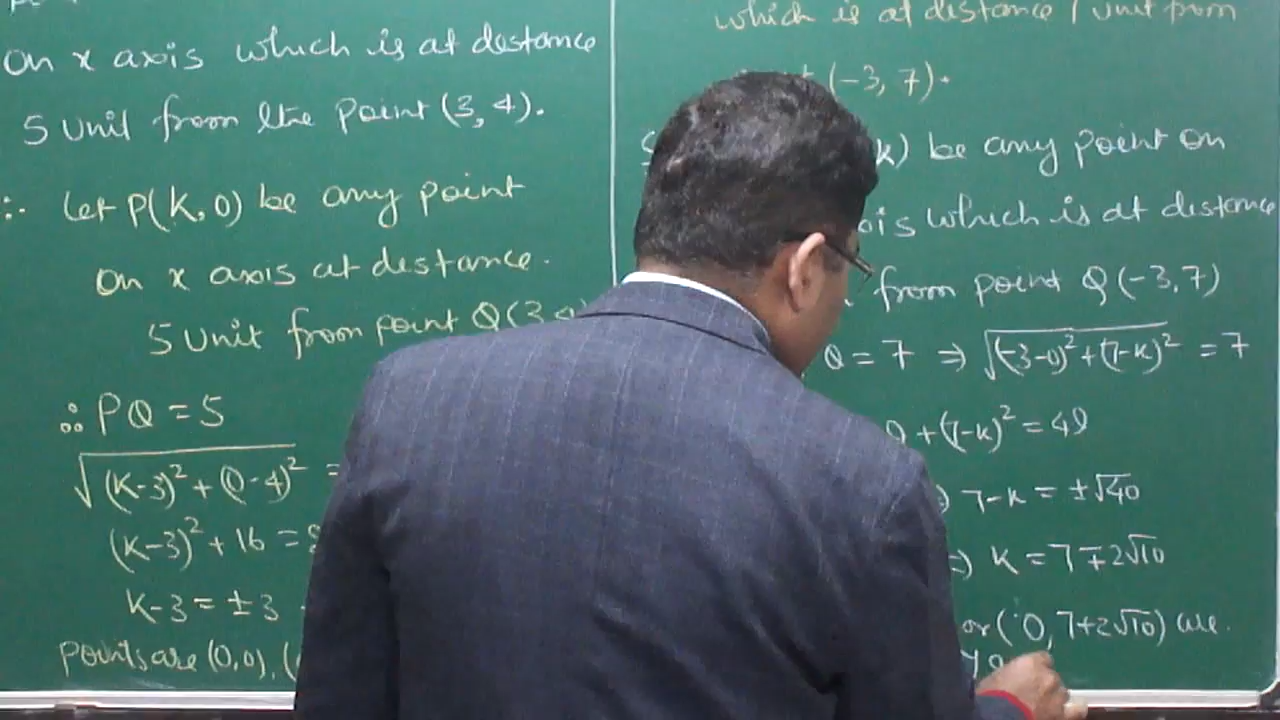 on x axis which is at distance
5 Unit from the point (3, 4).
:. Let P(K, 0) be any point
on x axis at distance.
5 Unit from point Q(3,
∴ PQ = 5
√(K-3)² + (0-4)² =
(K-3)² + 16 =
K-3 = ±3
points are (0,0), (
which is at distance 7 unit from
(-3, 7).
k) be any point on
which is at distance
from point Q(-3,7)
Q = 7 ⇒ √(-3-0)² + (7-k)² = 7
9 + (7-k)² = 49
7-k = ±√40
⇒ k = 7∓2√10
or (0, 7+2√10) are